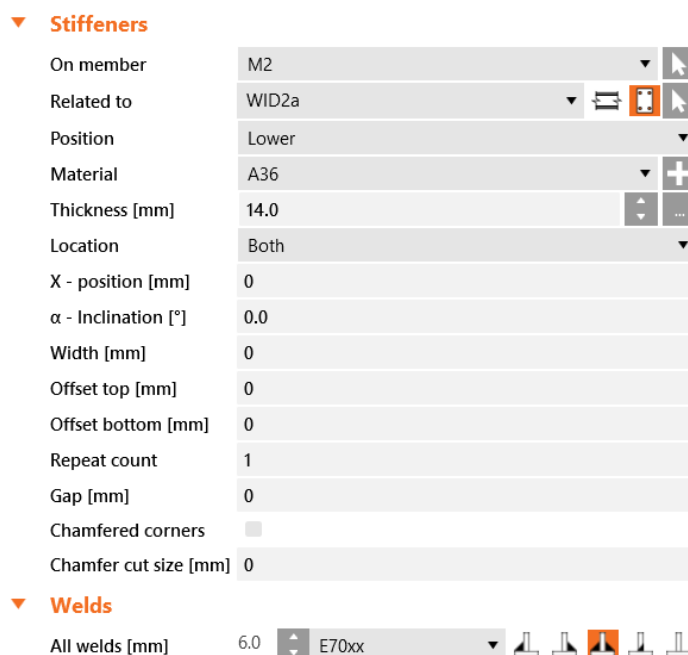 Stiffeners
On member M2
Related to WID2a
Position Lower
Material A36
Thickness [mm] 14.0 ...
Location Both
X - position [mm] 0
α - Inclination [°] 0.0
Width [mm] 0
Offset top [mm] 0
Offset bottom [mm] 0
Repeat count 1
Gap [mm] 0
Chamfered corners
Chamfer cut size [mm] 0
Welds
All welds [mm] 6.0 E70xx